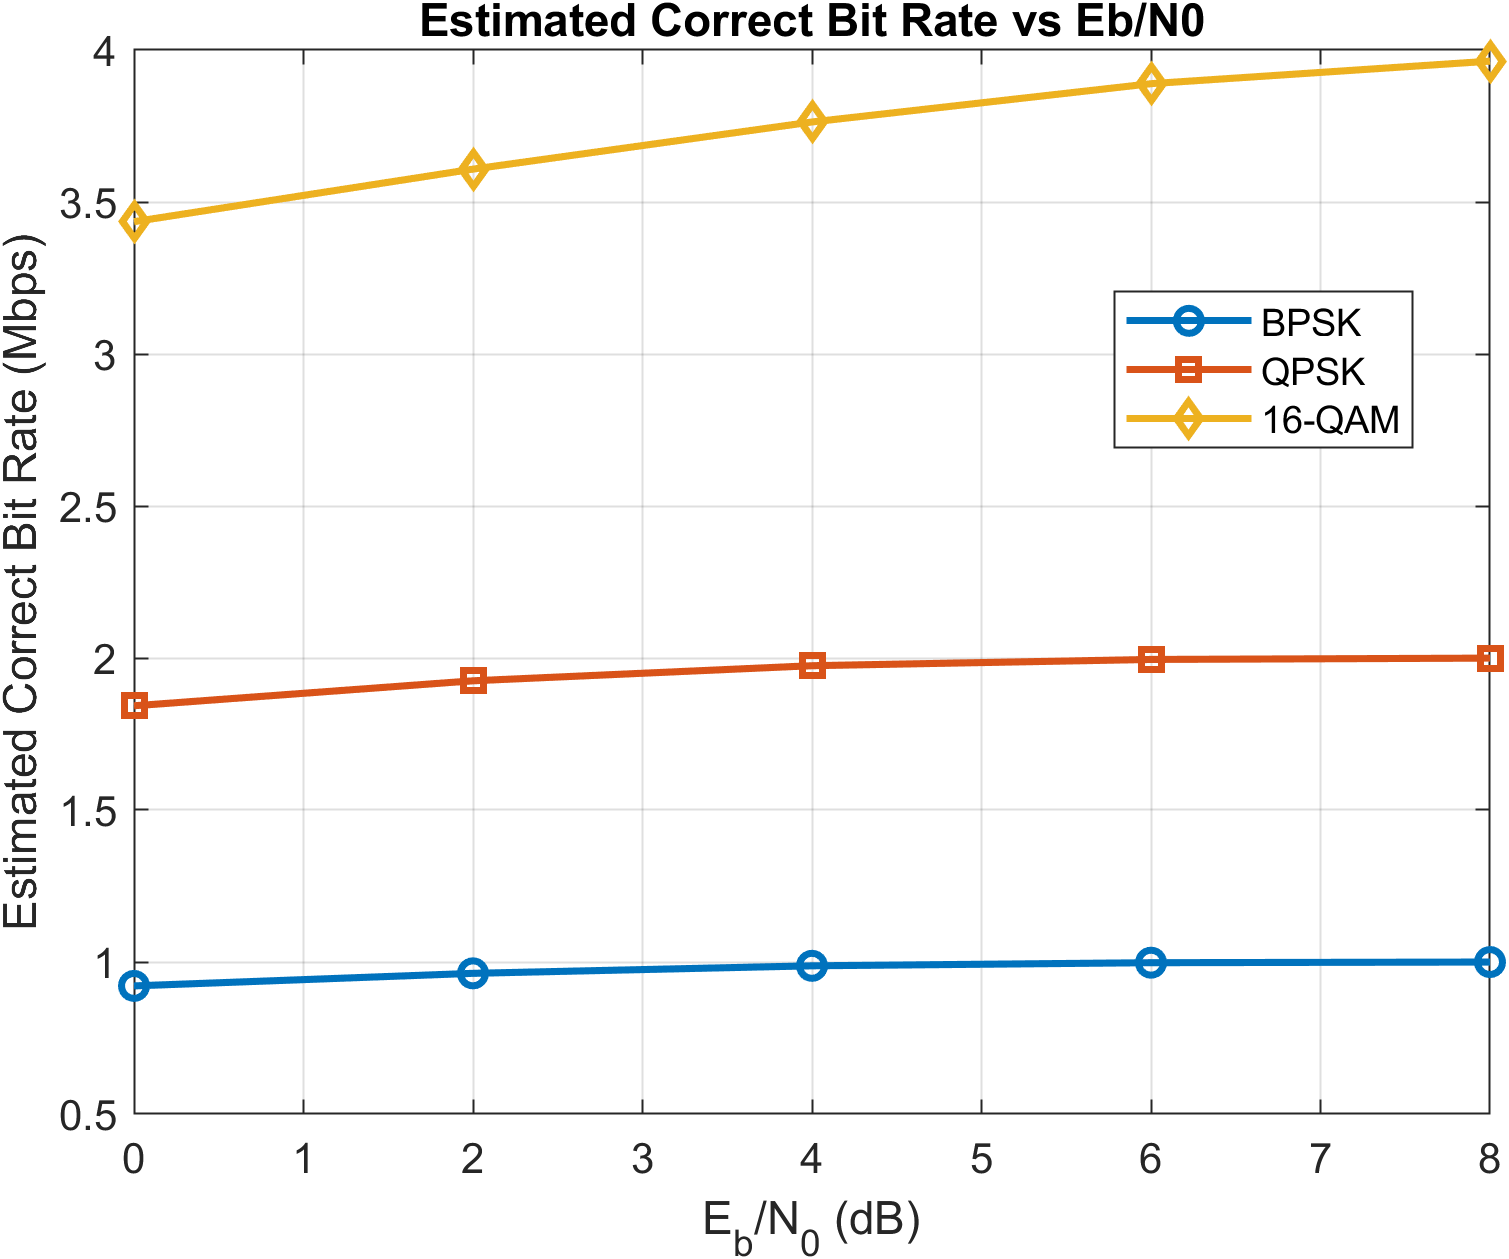 Estimated Correct Bit Rate vs Eb/N0
Estimated Correct Bit Rate (Mbps)
4
3.5
3
2.5
2
1.5
1
0.5
BPSK
QPSK
16-QAM
0 1 2 3 4 5 6 7 8
E_b/N_0 (dB)